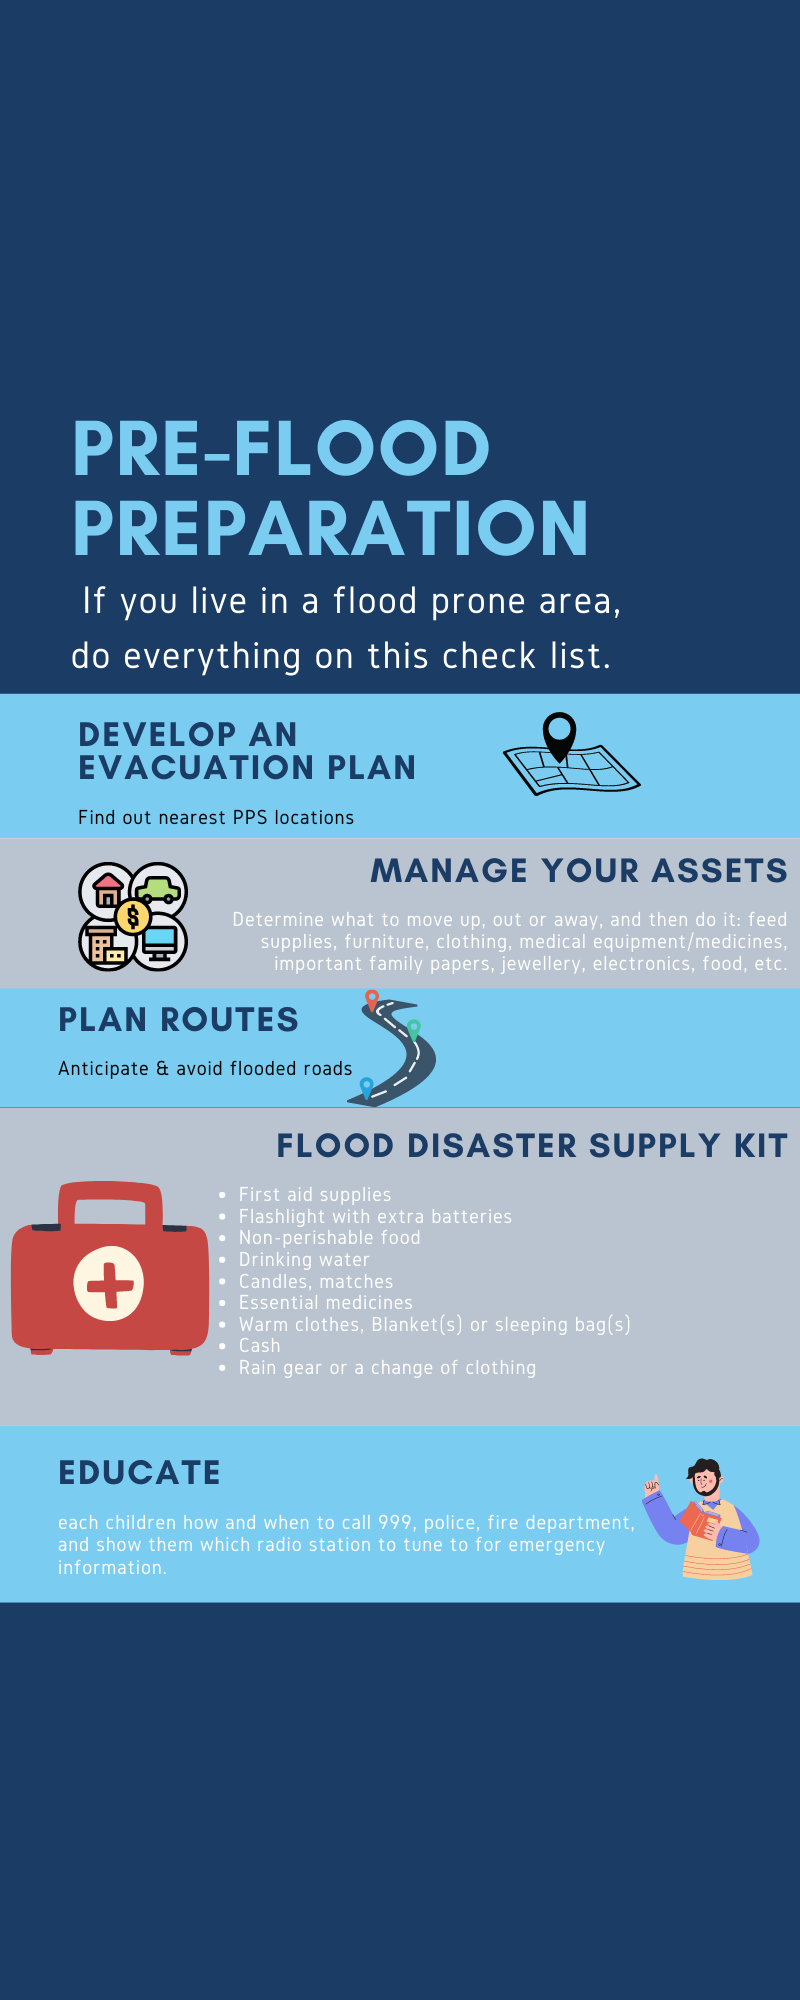 PRE-FLOOD
PREPARATION
If you live in a flood prone area,
do everything on this check list.
DEVELOP AN
EVACUATION PLAN
Find out nearest PPS locations
MANAGE YOUR ASSETS
Determine what to move up, out or away, and then do it: feed
supplies, furniture, clothing, medical equipment/medicines,
important family papers, jewellery, electronics, food, etc.
$
PLAN ROUTES
Anticipate & avoid flooded roads
FLOOD DISASTER SUPPLY KIT
• First aid supplies
• Flashlight with extra batteries
• Non-perishable food
• Drinking water
• Candles, matches
• Essential medicines
• Warm clothes, Blanket(s) or sleeping bag(s)
• Cash
• Rain gear or a change of clothing
EDUCATE
each children how and when to call 999, police, fire department,
and show them which radio station to tune to for emergency
information.